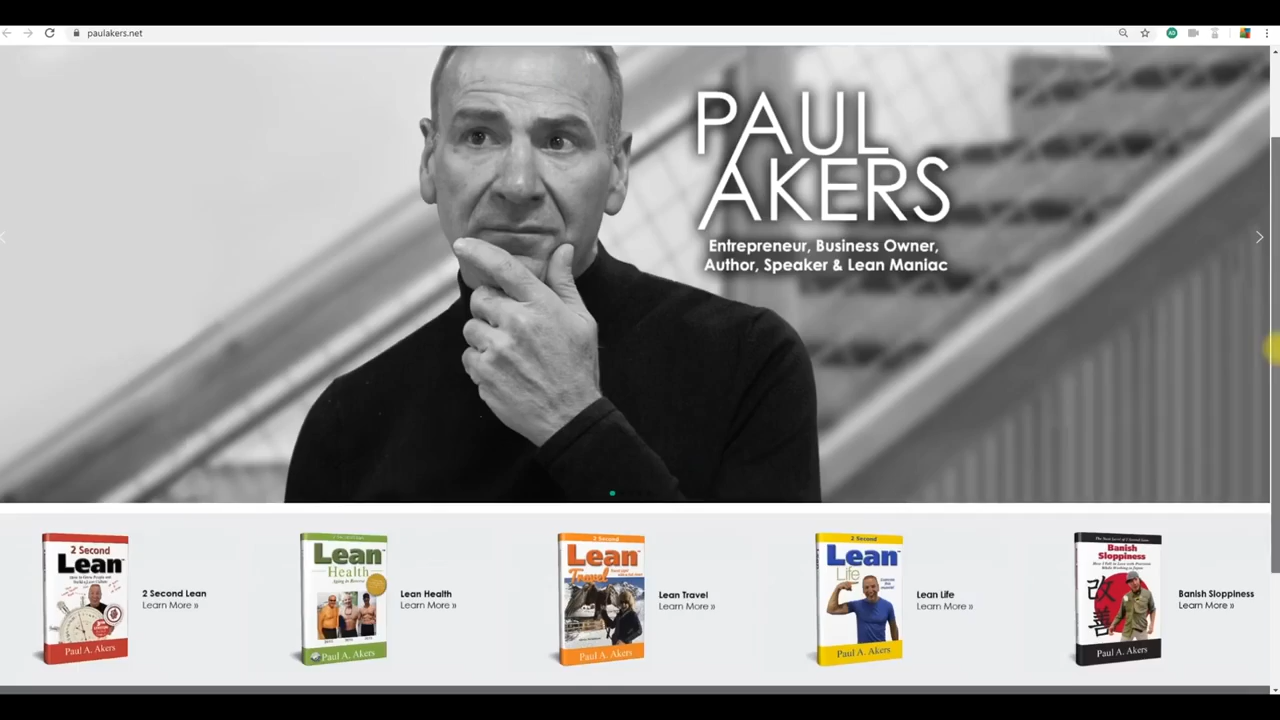 paulakers.net
PAUL
AKERS
Entrepreneur, Business Owner,
Author, Speaker & Lean Maniac
2 Second
Lean
Paul A. Akers
2 Second Lean
Learn More »
Lean
Health
Paul A. Akers
Lean Health
Learn More »
2 Second
Lean
Travel
Paul A. Akers
Lean Travel
Learn More »
2 Second
Lean
Life
Paul A. Akers
Lean Life
Learn More »
Banish
Sloppiness
改
善
Paul A. Akers
Banish Sloppiness
Learn More »